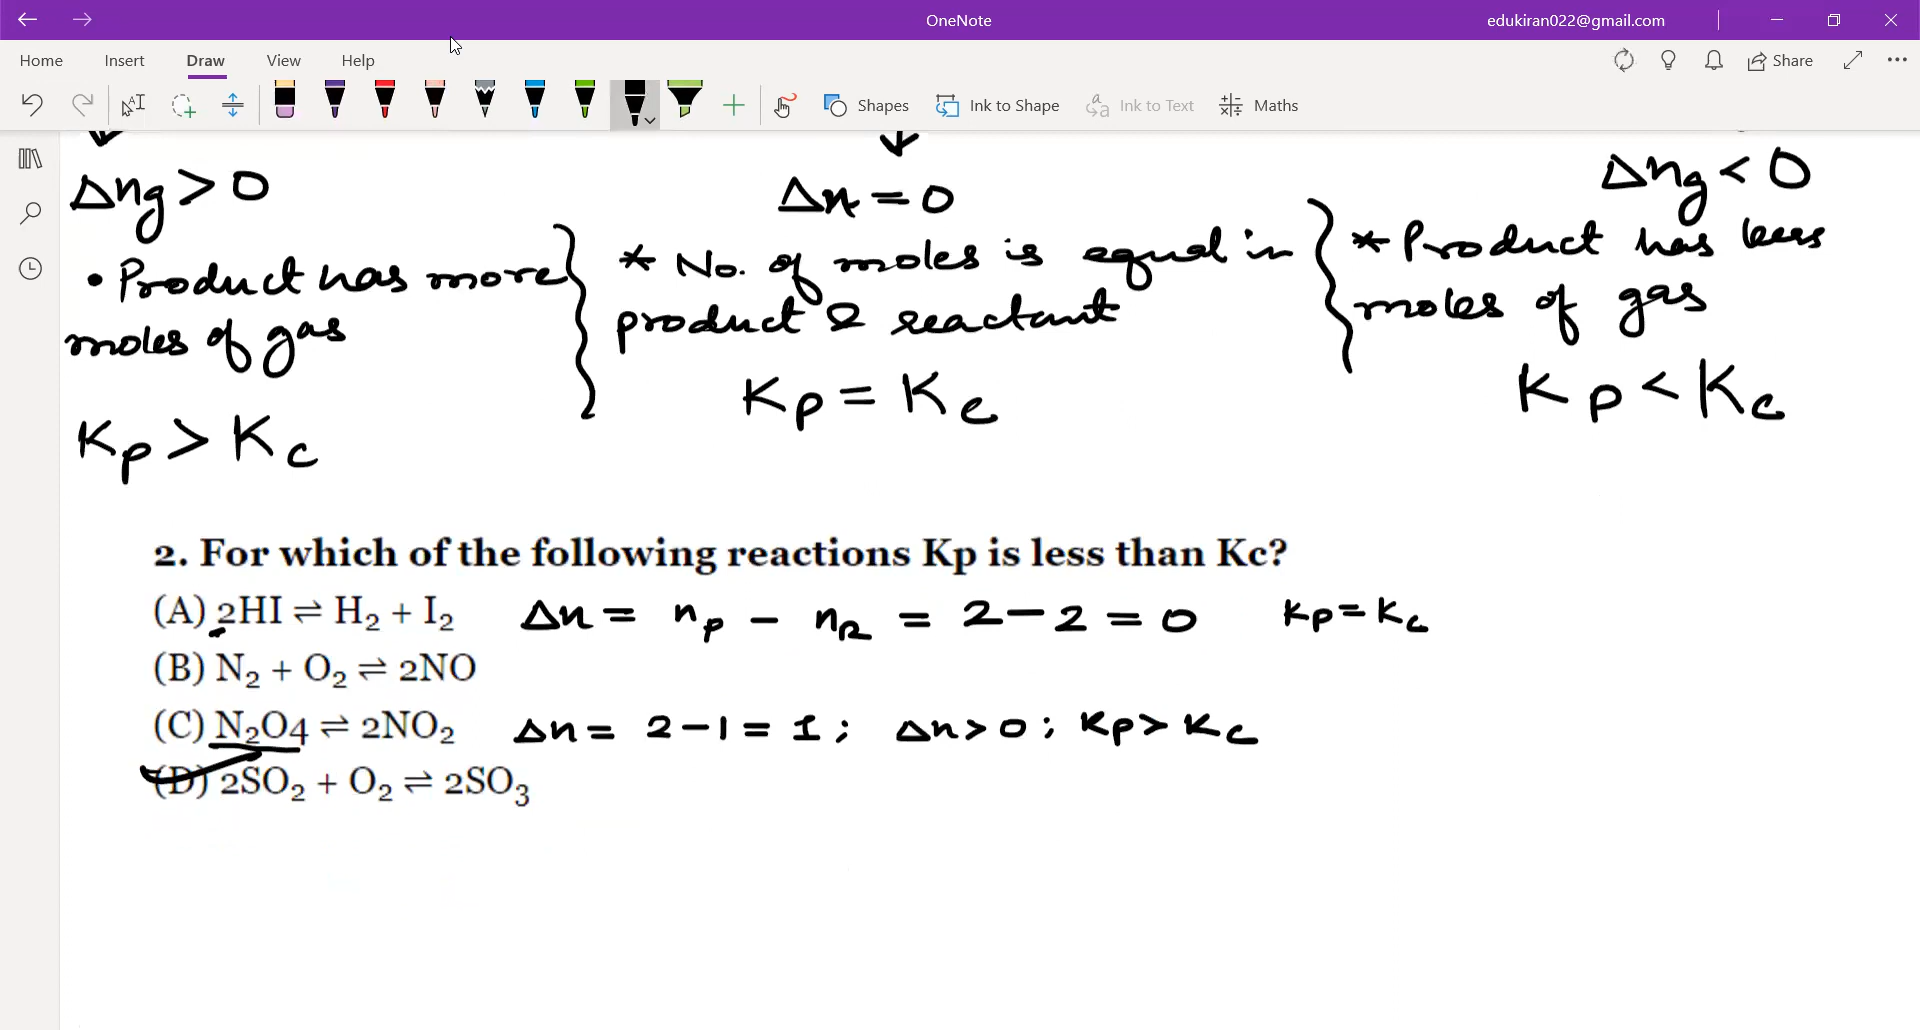 OneNote
edukiran022@gmail.com
Home Insert Draw View Help
Share
Shapes Ink to Shape Ink to Text Maths
Δng > 0
• Product has more moles of gas
Kp > Kc
Δn = 0
* No. of moles is equal in product & reactant
Kp = Kc
Δng < 0
* Product has less moles of gas
Kp < Kc
2. For which of the following reactions Kp is less than Kc?
(A) 2HI ⇌ H₂ + I₂ Δn = np - nR = 2 - 2 = 0 Kp = Kc
(B) N₂ + O₂ ⇌ 2NO
(C) N₂O4 ⇌ 2NO₂ Δn = 2 - 1 = 1 ; Δn > 0 ; Kp > Kc
(D) 2SO₂ + O₂ ⇌ 2SO₃